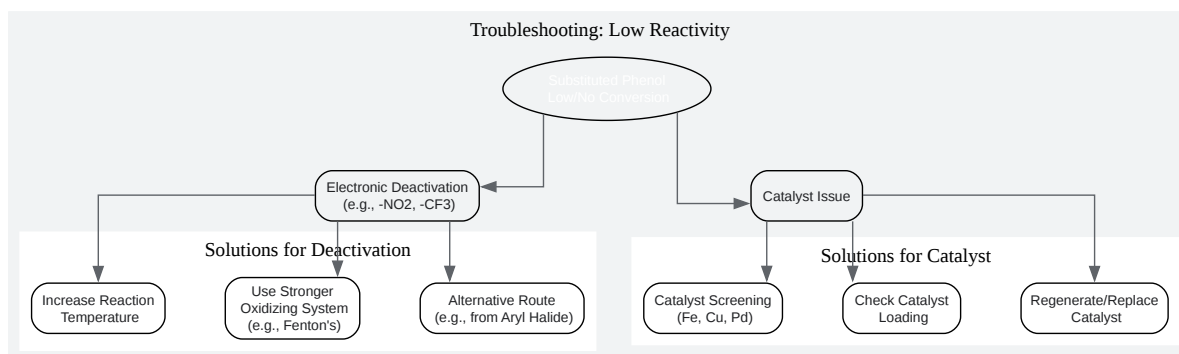 Troubleshooting: Low Reactivity
Substituted Phenol
Low/No Conversion
Electronic Deactivation
(e.g., -NO2, -CF3)
Catalyst Issue
Solutions for Deactivation
Solutions for Catalyst
Increase Reaction
Temperature
Use Stronger
Oxidizing System
(e.g., Fenton's)
Alternative Route
(e.g., from Aryl Halide)
Catalyst Screening
(Fe, Cu, Pd)
Check Catalyst
Loading
Regenerate/Replace
Catalyst